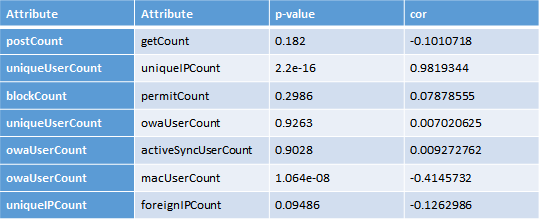 Attribute Attribute p-value cor
postCount getCount 0.182 -0.1010718
uniqueUserCount uniqueIPCount 2.2e-16 0.9819344
blockCount permitCount 0.2986 0.07878555
uniqueUserCount owaUserCount 0.9263 0.007020625
owaUserCount activeSyncUserCount 0.9028 0.009272762
owaUserCount macUserCount 1.064e-08 -0.4145732
uniqueIPCount foreignIPCount 0.09486 -0.1262986